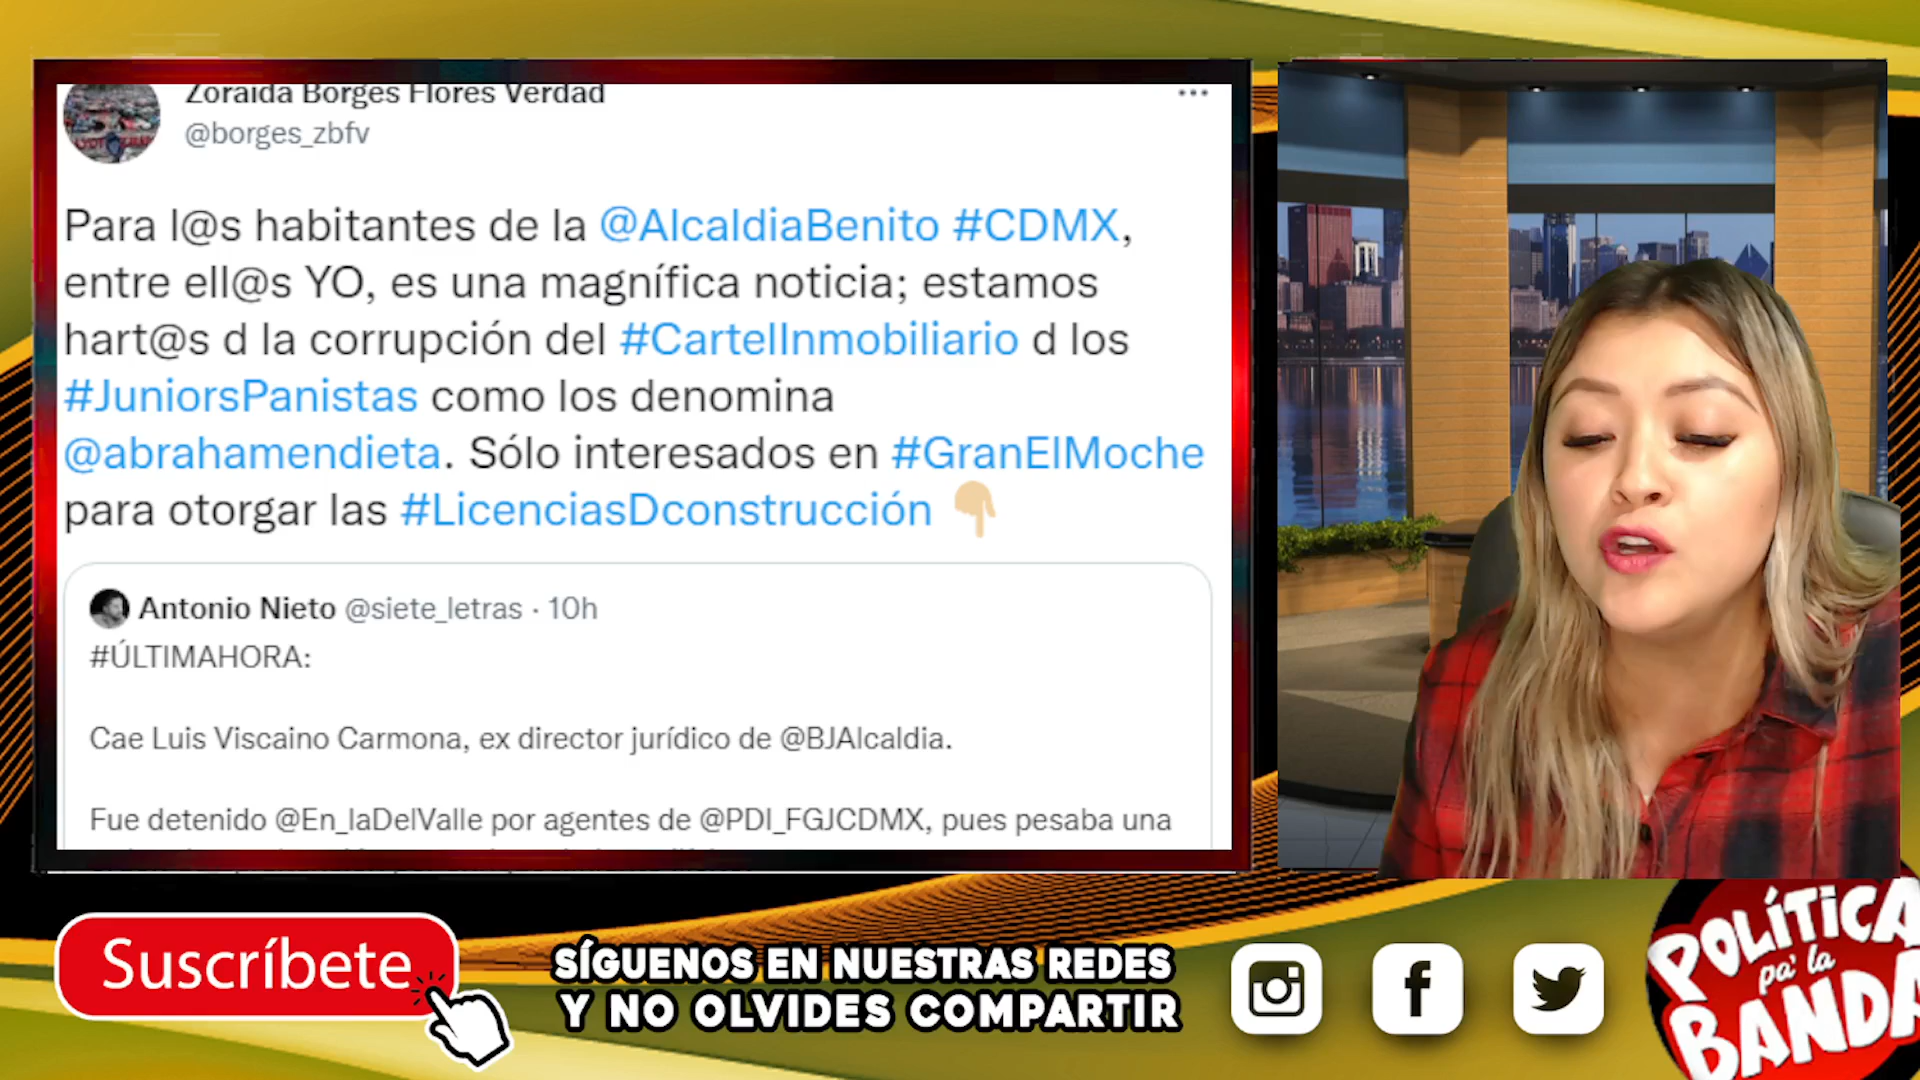 Zoraida Borges Flores Verdad
@borges_zbfv
Para l@s habitantes de la @AlcaldiaBenito #CDMX,
entre ell@s YO, es una magnífica noticia; estamos
hart@s d la corrupción del #CartelInmobiliario d los
#JuniorsPanistas como los denomina
@abrahamendieta. Sólo interesados en #GranElMoche
para otorgar las #LicenciasDconstrucción 👇🏼
Antonio Nieto @siete_letras · 10h
#ÚLTIMAHORA:
Cae Luis Viscaino Carmona, ex director jurídico de @BJAlcaldia.
Fue detenido @En_laDelValle por agentes de @PDI_FGJCDMX, pues pesaba una
Suscríbete
SÍGUENOS EN NUESTRAS REDES
Y NO OLVIDES COMPARTIR
POLÍTICA
pa' la
BANDA